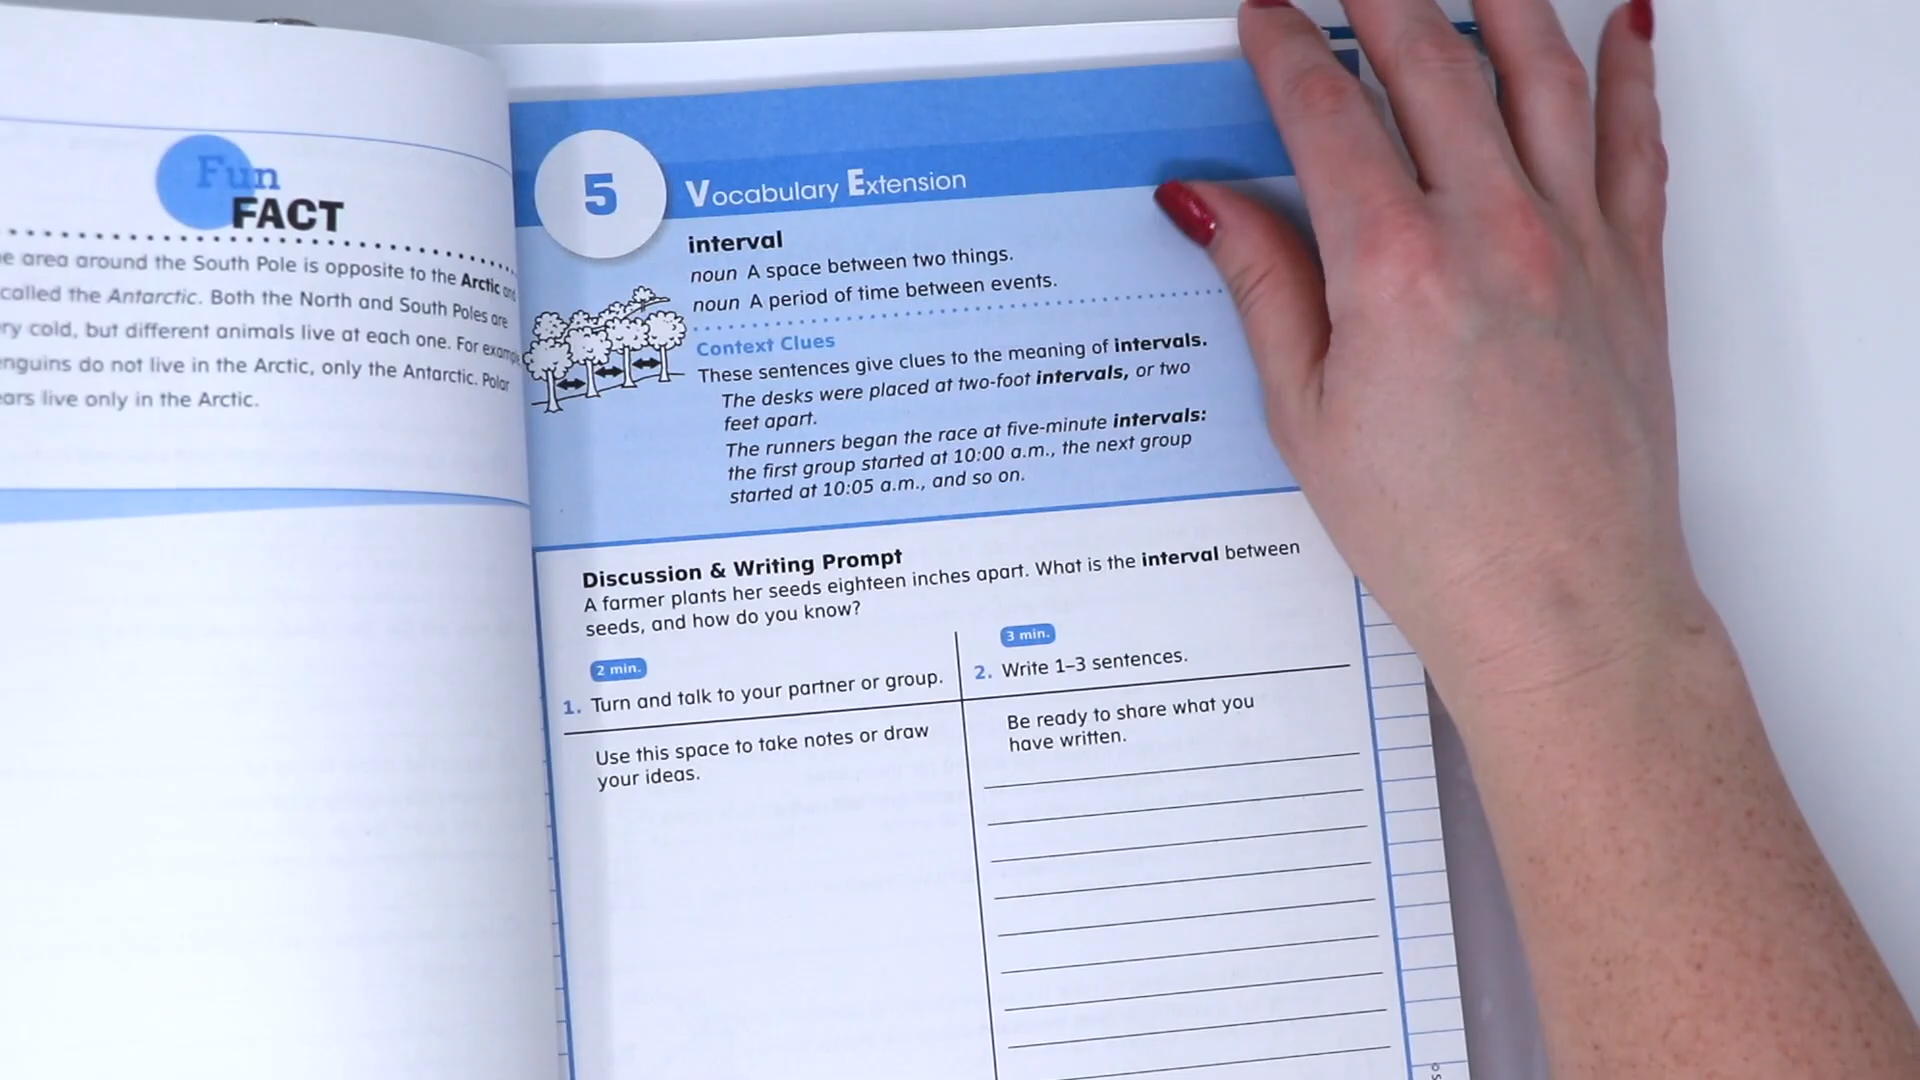 Fun
FACT
area around the South Pole is opposite to the Arctic and
called the Antarctic. Both the North and South Poles are
cold, but different animals live at each one. For
do not live in the Arctic, only the Antarctic. Polar
live only in the Arctic.
5
Vocabulary Extension
interval
noun A space between two things.
noun A period of time between events.
Context Clues
These sentences give clues to the meaning of intervals.
The desks were placed at two-foot intervals, or two
feet apart.
The runners began the race at five-minute intervals:
the first group started at 10:00 a.m., the next group
started at 10:05 a.m., and so on.
Discussion & Writing Prompt
A farmer plants her seeds eighteen inches apart. What is the interval between
seeds, and how do you know?
2 min.
1. Turn and talk to your partner or group.
Use this space to take notes or draw
your ideas.
3 min.
2. Write 1–3 sentences.
Be ready to share what you
have written.